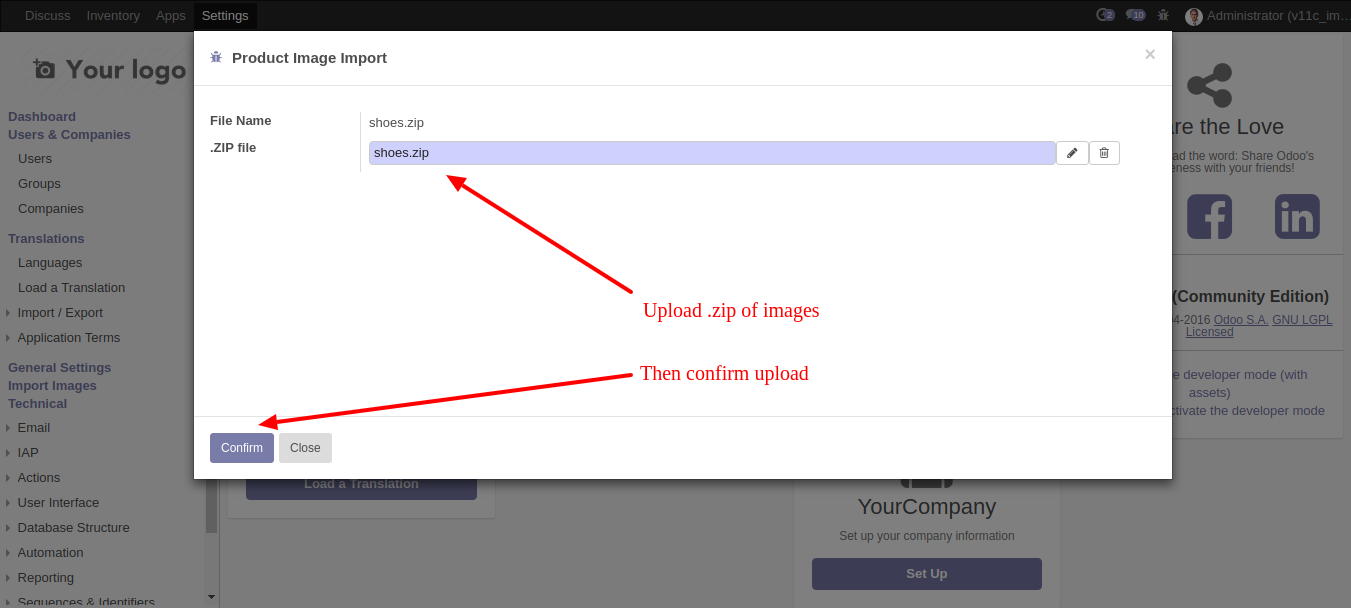 Discuss Inventory Apps Settings 2 10 Administrator (v11c_im...
Your logo
Product Image Import ×
File Name shoes.zip
.ZIP file shoes.zip
Upload .zip of images
Then confirm upload
Confirm Close
Dashboard
Users & Companies
Users
Groups
Companies
Translations
Languages
Load a Translation
Import / Export
Application Terms
General Settings
Import Images
Technical
Email
IAP
Actions
User Interface
Database Structure
Automation
Reporting
Sequences & Identifiers
Load a Translation
YourCompany
Set up your company information
Set Up
re the Love
ad the word: Share Odoo's
eness with your friends!
f
in
(Community Edition)
4-2016 Odoo S.A. GNU LGPL
Licensed
e developer mode (with
assets)
ctivate the developer mode